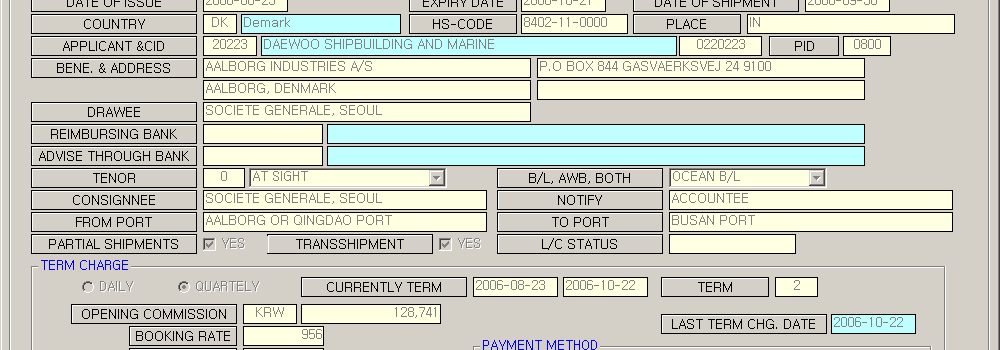 DATE OF ISSUE 2006-08-23 EXPIRY DATE 2006-10-21 DATE OF SHIPMENT 2006-09-30
COUNTRY DK Demark HS-CODE 8402-11-0000 PLACE IN
APPLICANT &CID 20223 DAEWOO SHIPBUILDING AND MARINE 0220223 PID 0800
BENE. & ADDRESS AALBORG INDUSTRIES A/S P.O BOX 844 GASVAERKSVEJ 24 9100
AALBORG, DENMARK
DRAWEE SOCIETE GENERALE, SEOUL
REIMBURSING BANK
ADVISE THROUGH BANK
TENOR 0 AT SIGHT B/L, AWB, BOTH OCEAN B/L
CONSIGNNEE SOCIETE GENERALE, SEOUL NOTIFY ACCOUNTEE
FROM PORT AALBORG OR QINGDAO PORT TO PORT BUSAN PORT
PARTIAL SHIPMENTS YES TRANSSHIPMENT YES L/C STATUS
TERM CHARGE
DAILY QUARTELY CURRENTLY TERM 2006-08-23 2006-10-22 TERM 2
OPENING COMMISSION KRW 128,741
LAST TERM CHG. DATE 2006-10-22
BOOKING RATE 956
PAYMENT METHOD